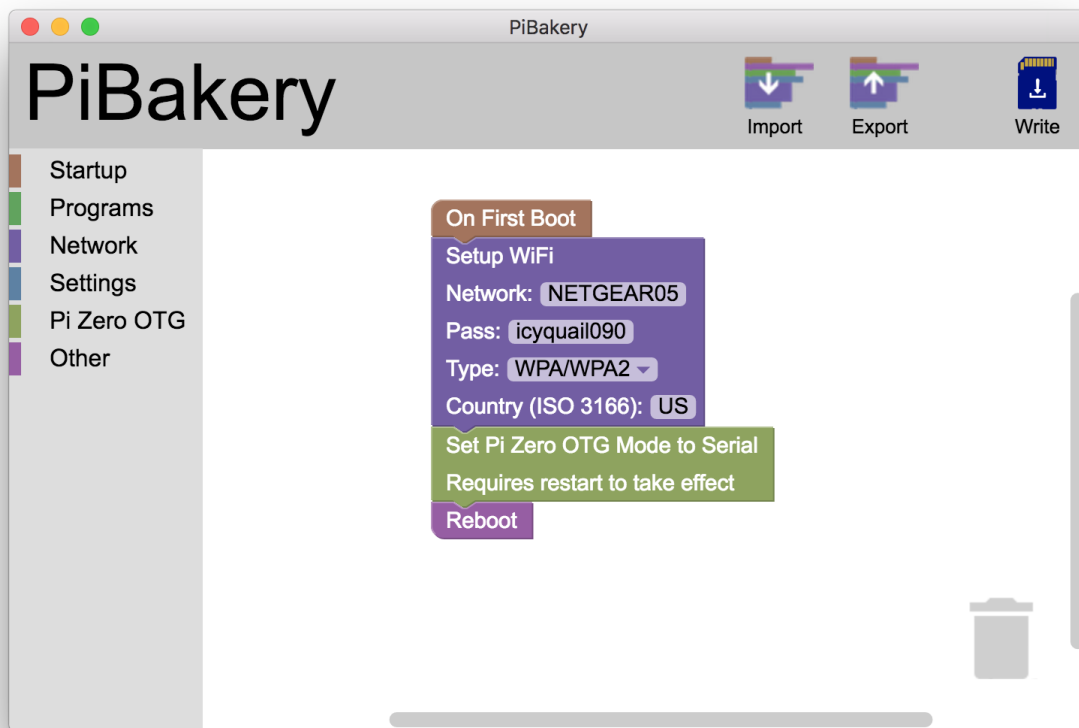 PiBakery
PiBakery
Import
Export
Write
Startup
Programs
Network
Settings
Pi Zero OTG
Other
On First Boot
Setup WiFi
Network: NETGEAR05
Pass: icyquail090
Type: WPA/WPA2
Country (ISO 3166): US
Set Pi Zero OTG Mode to Serial
Requires restart to take effect
Reboot